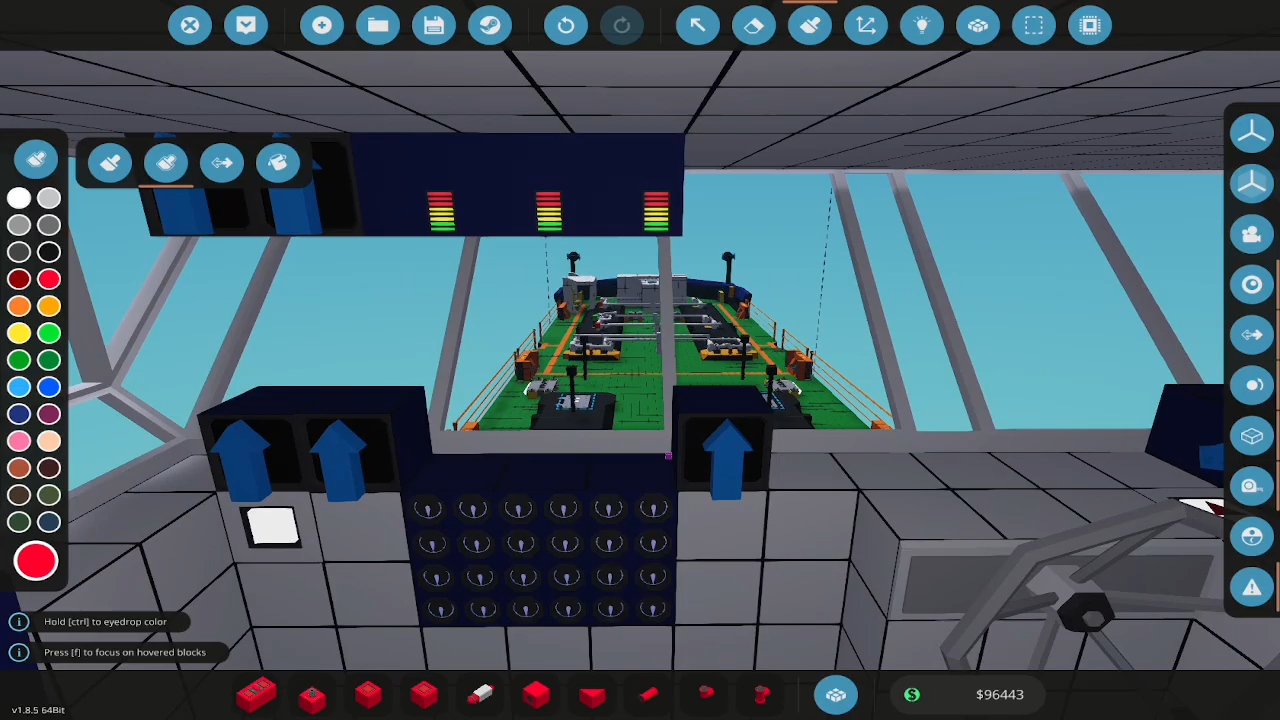 Hold [ctrl] to eyedrop color
Press [f] to focus on hovered blocks
$96443
v1.8.5 64Bit